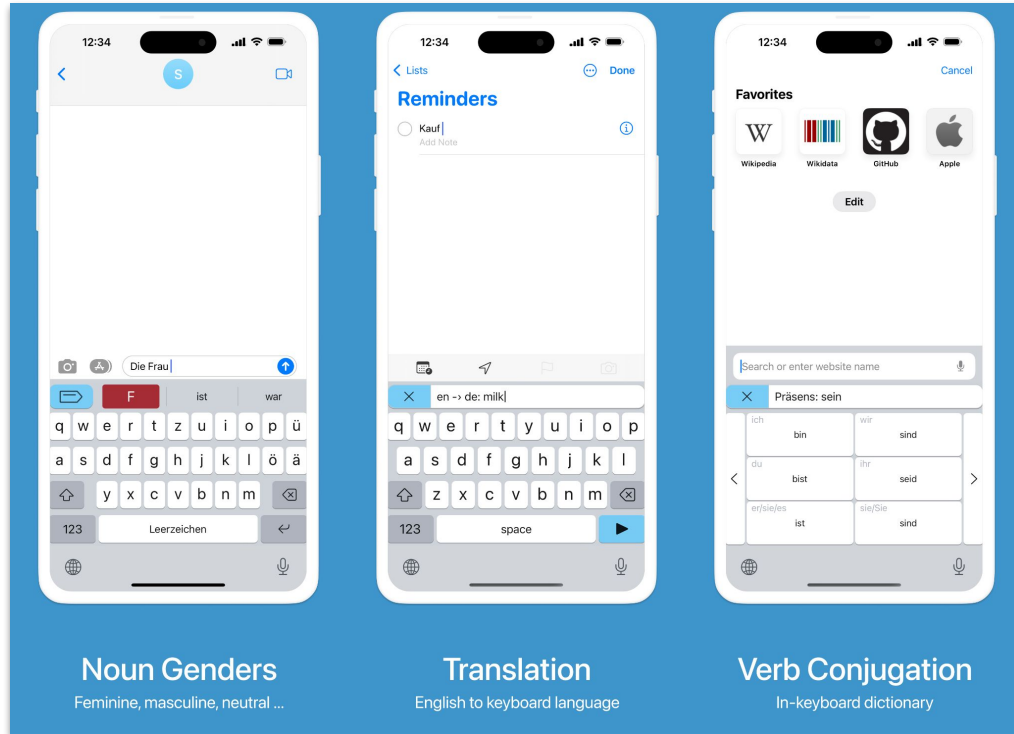 12:34
S
Die Frau
F ist war
q w e r t z u i o p ü
a s d f g h j k l ö ä
y x c v b n m
123 Leerzeichen
Noun Genders
Feminine, masculine, neutral ...
12:34
Lists Done
Reminders
Kauf
Add Note
en -> de: milk
q w e r t y u i o p
a s d f g h j k l
z x c v b n m
123 space
Translation
English to keyboard language
12:34
Cancel
Favorites
W
Wikipedia Wikidata GitHub Apple
Edit
Search or enter website name
Präsens: sein
ich wir
bin sind
du ihr
bist seid
er/sie/es sie/Sie
ist sind
Verb Conjugation
In-keyboard dictionary